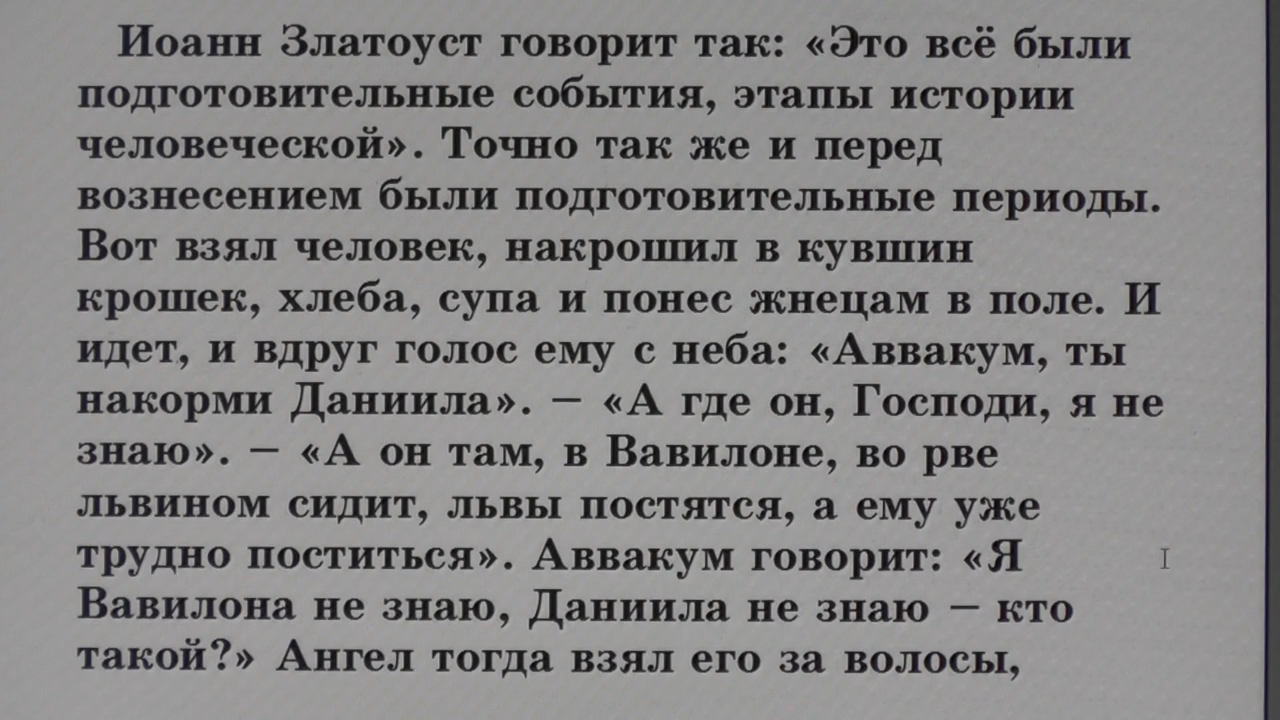 Иоанн Златоуст говорит так: «Это всё были
подготовительные события, этапы истории
человеческой». Точно так же и перед
вознесением были подготовительные периоды.
Вот взял человек, накрошил в кувшин
крошек, хлеба, супа и понес жнецам в поле. И
идет, и вдруг голос ему с неба: «Аввакум, ты
накорми Даниила». — «А где он, Господи, я не
знаю». — «А он там, в Вавилоне, во рве
львином сидит, львы постятся, а ему уже
трудно поститься». Аввакум говорит: «Я
Вавилона не знаю, Даниила не знаю — кто
такой?» Ангел тогда взял его за волосы,